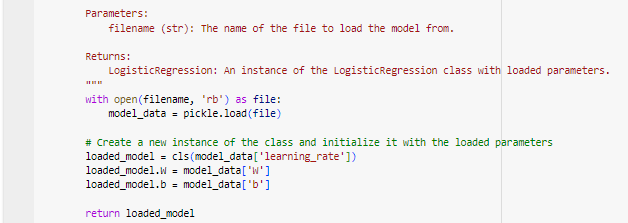 Parameters:
filename (str): The name of the file to load the model from.
Returns:
LogisticRegression: An instance of the LogisticRegression class with loaded parameters.
"""
with open(filename, 'rb') as file:
model_data = pickle.load(file)
# Create a new instance of the class and initialize it with the loaded parameters
loaded_model = cls(model_data['learning_rate'])
loaded_model.W = model_data['W']
loaded_model.b = model_data['b']
return loaded_model